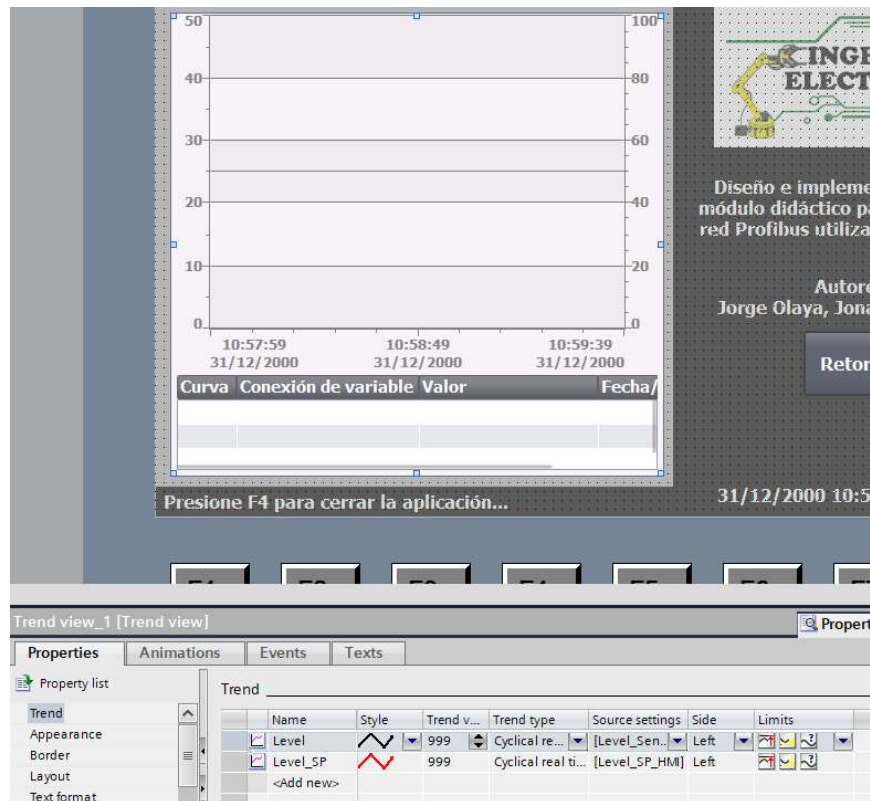 50
100
40
80
30
60
20
40
10
20
0
0
10:57:59
31/12/2000
10:58:49
31/12/2000
10:59:39
31/12/2000
Curva Conexión de variable Valor Fecha/
Presione F4 para cerrar la aplicación...
Diseño e impleme
módulo didáctico pa
red Profibus utiliza
Autore
Jorge Olaya, Jona
Retor
31/12/2000 10:5
Trend view_1 [Trend view]
Propert
Properties Animations Events Texts
Property list
Trend
Appearance
Border
Layout
Text format
Trend
Name Style Trend v... Trend type Source settings Side Limits
Level 999 Cyclical re... [Level_Sen.. Left
Level_SP 999 Cyclical real ti... [Level_SP_HMI] Left
<Add new>